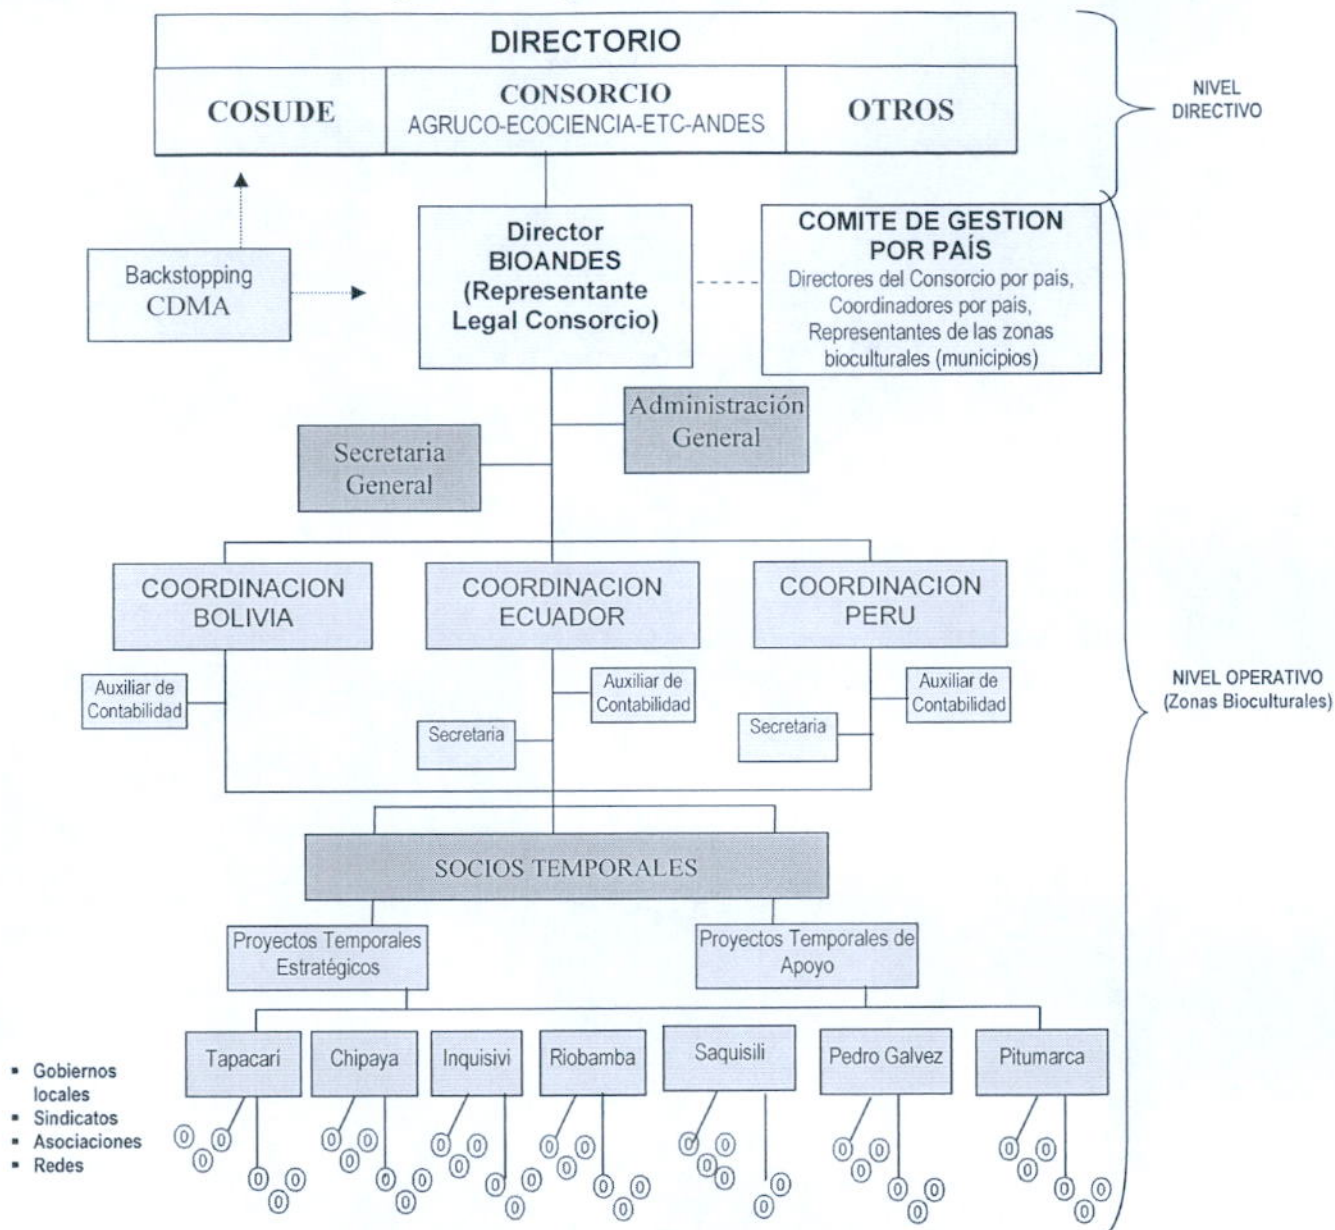 DIRECTORIO
COSUDE
CONSORCIO
AGRUCO-ECOCIENCIA-ETC-ANDES
OTROS
NIVEL
DIRECTIVO
Backstopping
CDMA
Director
BIOANDES
(Representante
Legal Consorcio)
COMITE DE GESTION
POR PAÍS
Directores del Consorcio por país,
Coordinadores por país,
Representantes de las zonas
bioculturales (municipios)
Administración
General
Secretaria
General
COORDINACION
BOLIVIA
COORDINACION
ECUADOR
COORDINACION
PERU
Auxiliar de
Contabilidad
Auxiliar de
Contabilidad
Secretaria
Auxiliar de
Contabilidad
Secretaria
NIVEL OPERATIVO
(Zonas Bioculturales)
SOCIOS TEMPORALES
Proyectos Temporales
Estratégicos
Proyectos Temporales de
Apoyo
Tapacarí
Chipaya
Inquisivi
Riobamba
Saquisili
Pedro Galvez
Pitumarca
▪ Gobiernos
locales
▪ Sindicatos
▪ Asociaciones
▪ Redes